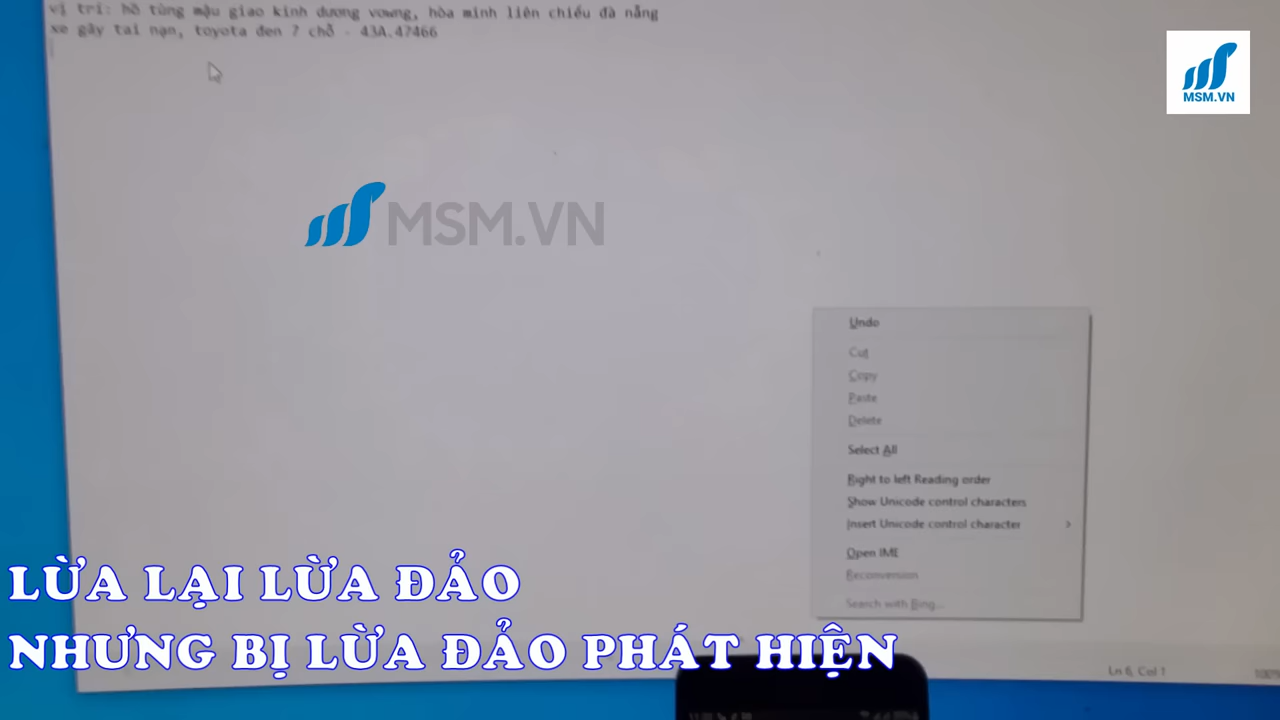 vị trí: hồ tùng mậu giao kinh dương vowng, hòa minh liên chiểu đà nẵng
xe gây tai nạn, toyota đen 7 chỗ - 43A.47466
MSM.VN
MSM.VN
Undo
Cut
Copy
Paste
Delete
Select All
Right to left Reading order
Show Unicode control characters
Insert Unicode control character
Open IME
Reconversion
Search with Bing...
LỪA LẠI LỪA ĐẢO
NHƯNG BỊ LỪA ĐẢO PHÁT HIỆN
Ln 6, Col 1
100%